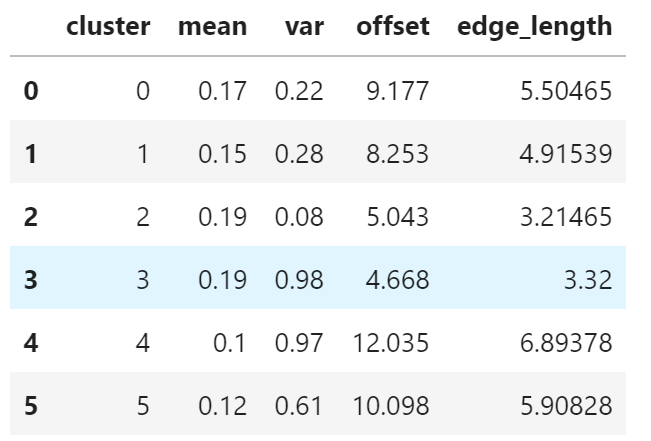 cluster mean var offset edge_length
0 0 0.17 0.22 9.177 5.50465
1 1 0.15 0.28 8.253 4.91539
2 2 0.19 0.08 5.043 3.21465
3 3 0.19 0.98 4.668 3.32
4 4 0.1 0.97 12.035 6.89378
5 5 0.12 0.61 10.098 5.90828